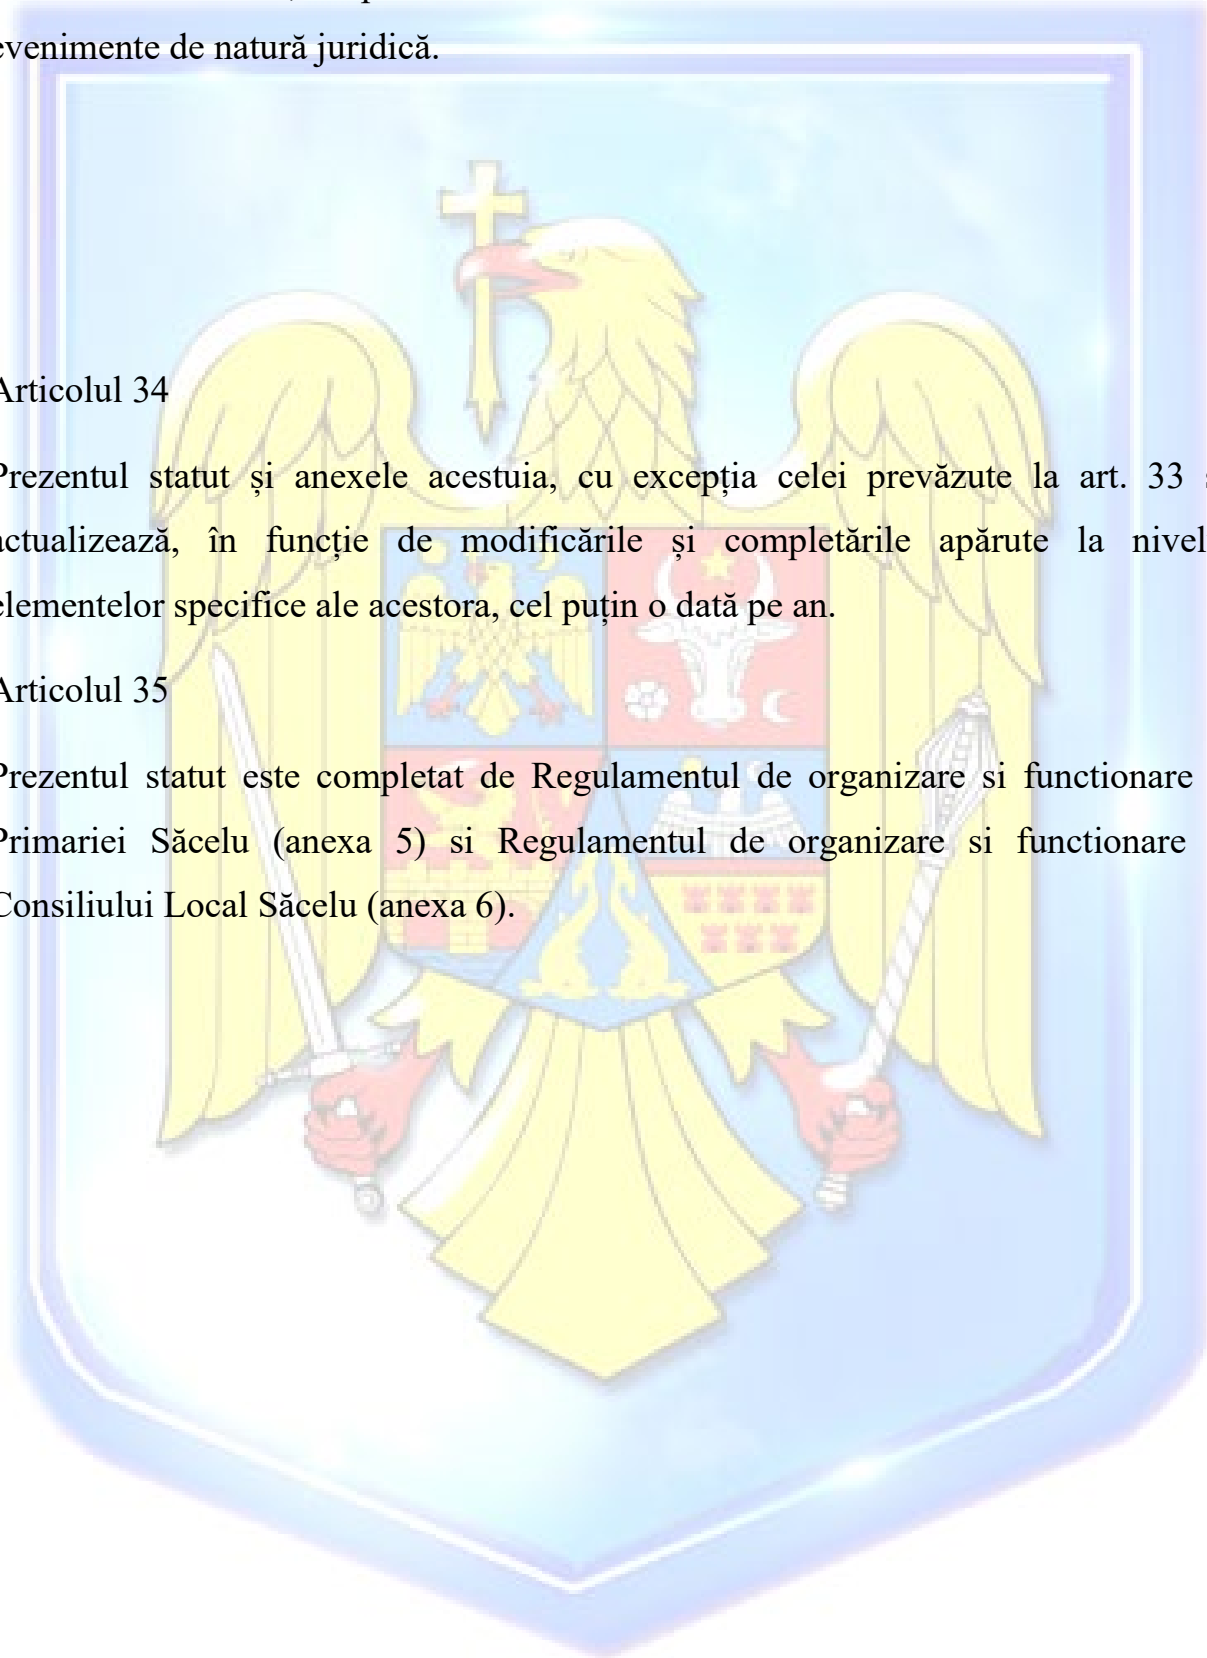 evenimente de natură juridică.
Articolul 34
Prezentul statut și anexele acestuia, cu excepția celei prevăzute la art. 33
actualizează, în funcție de modificările și completările apărute la
elementelor specifice ale acestora, cel puțin o dată pe an.
Articolul 35
Prezentul statut este completat de Regulamentul de organizare si functionare
Primariei Săcelu (anexa 5) si Regulamentul de organizare si functionare
Consiliului Local Săcelu (anexa 6).